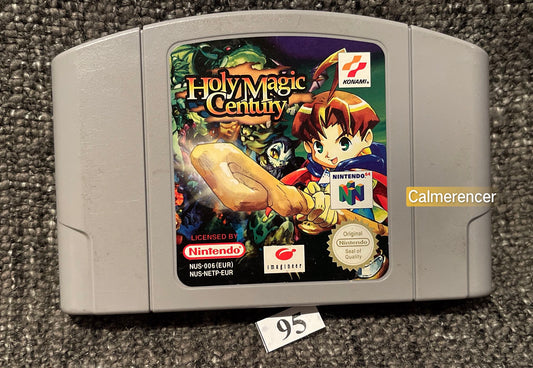 Holy Magic
Century
KONAMI
Calmerencer
NINTENDO 64
N
LICENSED BY
Nintendo
NUS-006 (EUR)
NUS-NETP-EUR
imagineer
Original
Nintendo
Seal of
Quality
95